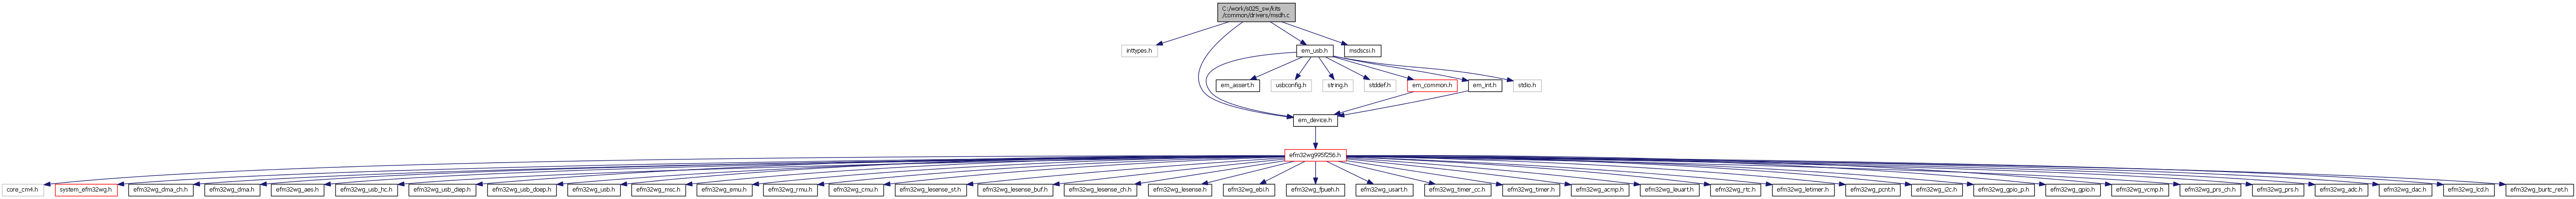 C:/work/s025_sw/kits
/common/drivers/msdh.c
inttypes.h
em_usb.h
msdscsi.h
em_assert.h
usbconfig.h
string.h
stddef.h
em_common.h
em_int.h
stdio.h
em_device.h
efm32wg995f256.h
core_cm4.h
system_efm32wg.h
efm32wg_dma_ch.h
efm32wg_dma.h
efm32wg_aes.h
efm32wg_usb_hc.h
efm32wg_usb_diep.h
efm32wg_usb_doep.h
efm32wg_usb.h
efm32wg_msc.h
efm32wg_emu.h
efm32wg_rmu.h
efm32wg_cmu.h
efm32wg_lesense_st.h
efm32wg_lesense_buf.h
efm32wg_lesense_ch.h
efm32wg_lesense.h
efm32wg_ebi.h
efm32wg_fpueh.h
efm32wg_usart.h
efm32wg_timer_cc.h
efm32wg_timer.h
efm32wg_acmp.h
efm32wg_leuart.h
efm32wg_rtc.h
efm32wg_letimer.h
efm32wg_pcnt.h
efm32wg_i2c.h
efm32wg_gpio_p.h
efm32wg_gpio.h
efm32wg_vcmp.h
efm32wg_prs_ch.h
efm32wg_prs.h
efm32wg_adc.h
efm32wg_dac.h
efm32wg_lcd.h
efm32wg_burtc_ret.h